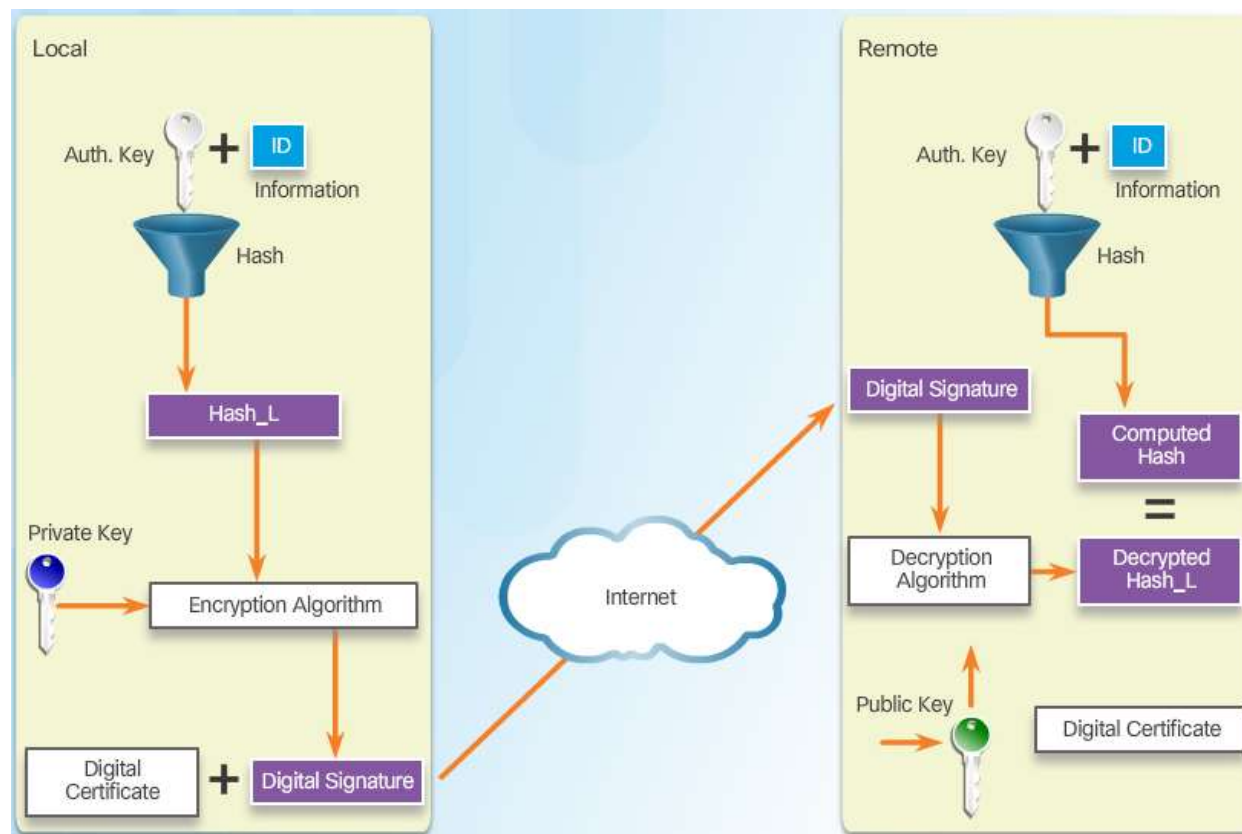 Local
Auth. Key
+
ID
Information
Hash
Hash_L
Private Key
Encryption Algorithm
Digital
Certificate
+
Digital Signature
Internet
Remote
Auth. Key
+
ID
Information
Hash
Digital Signature
Computed
Hash
=
Decryption
Algorithm
Decrypted
Hash_L
Public Key
Digital Certificate